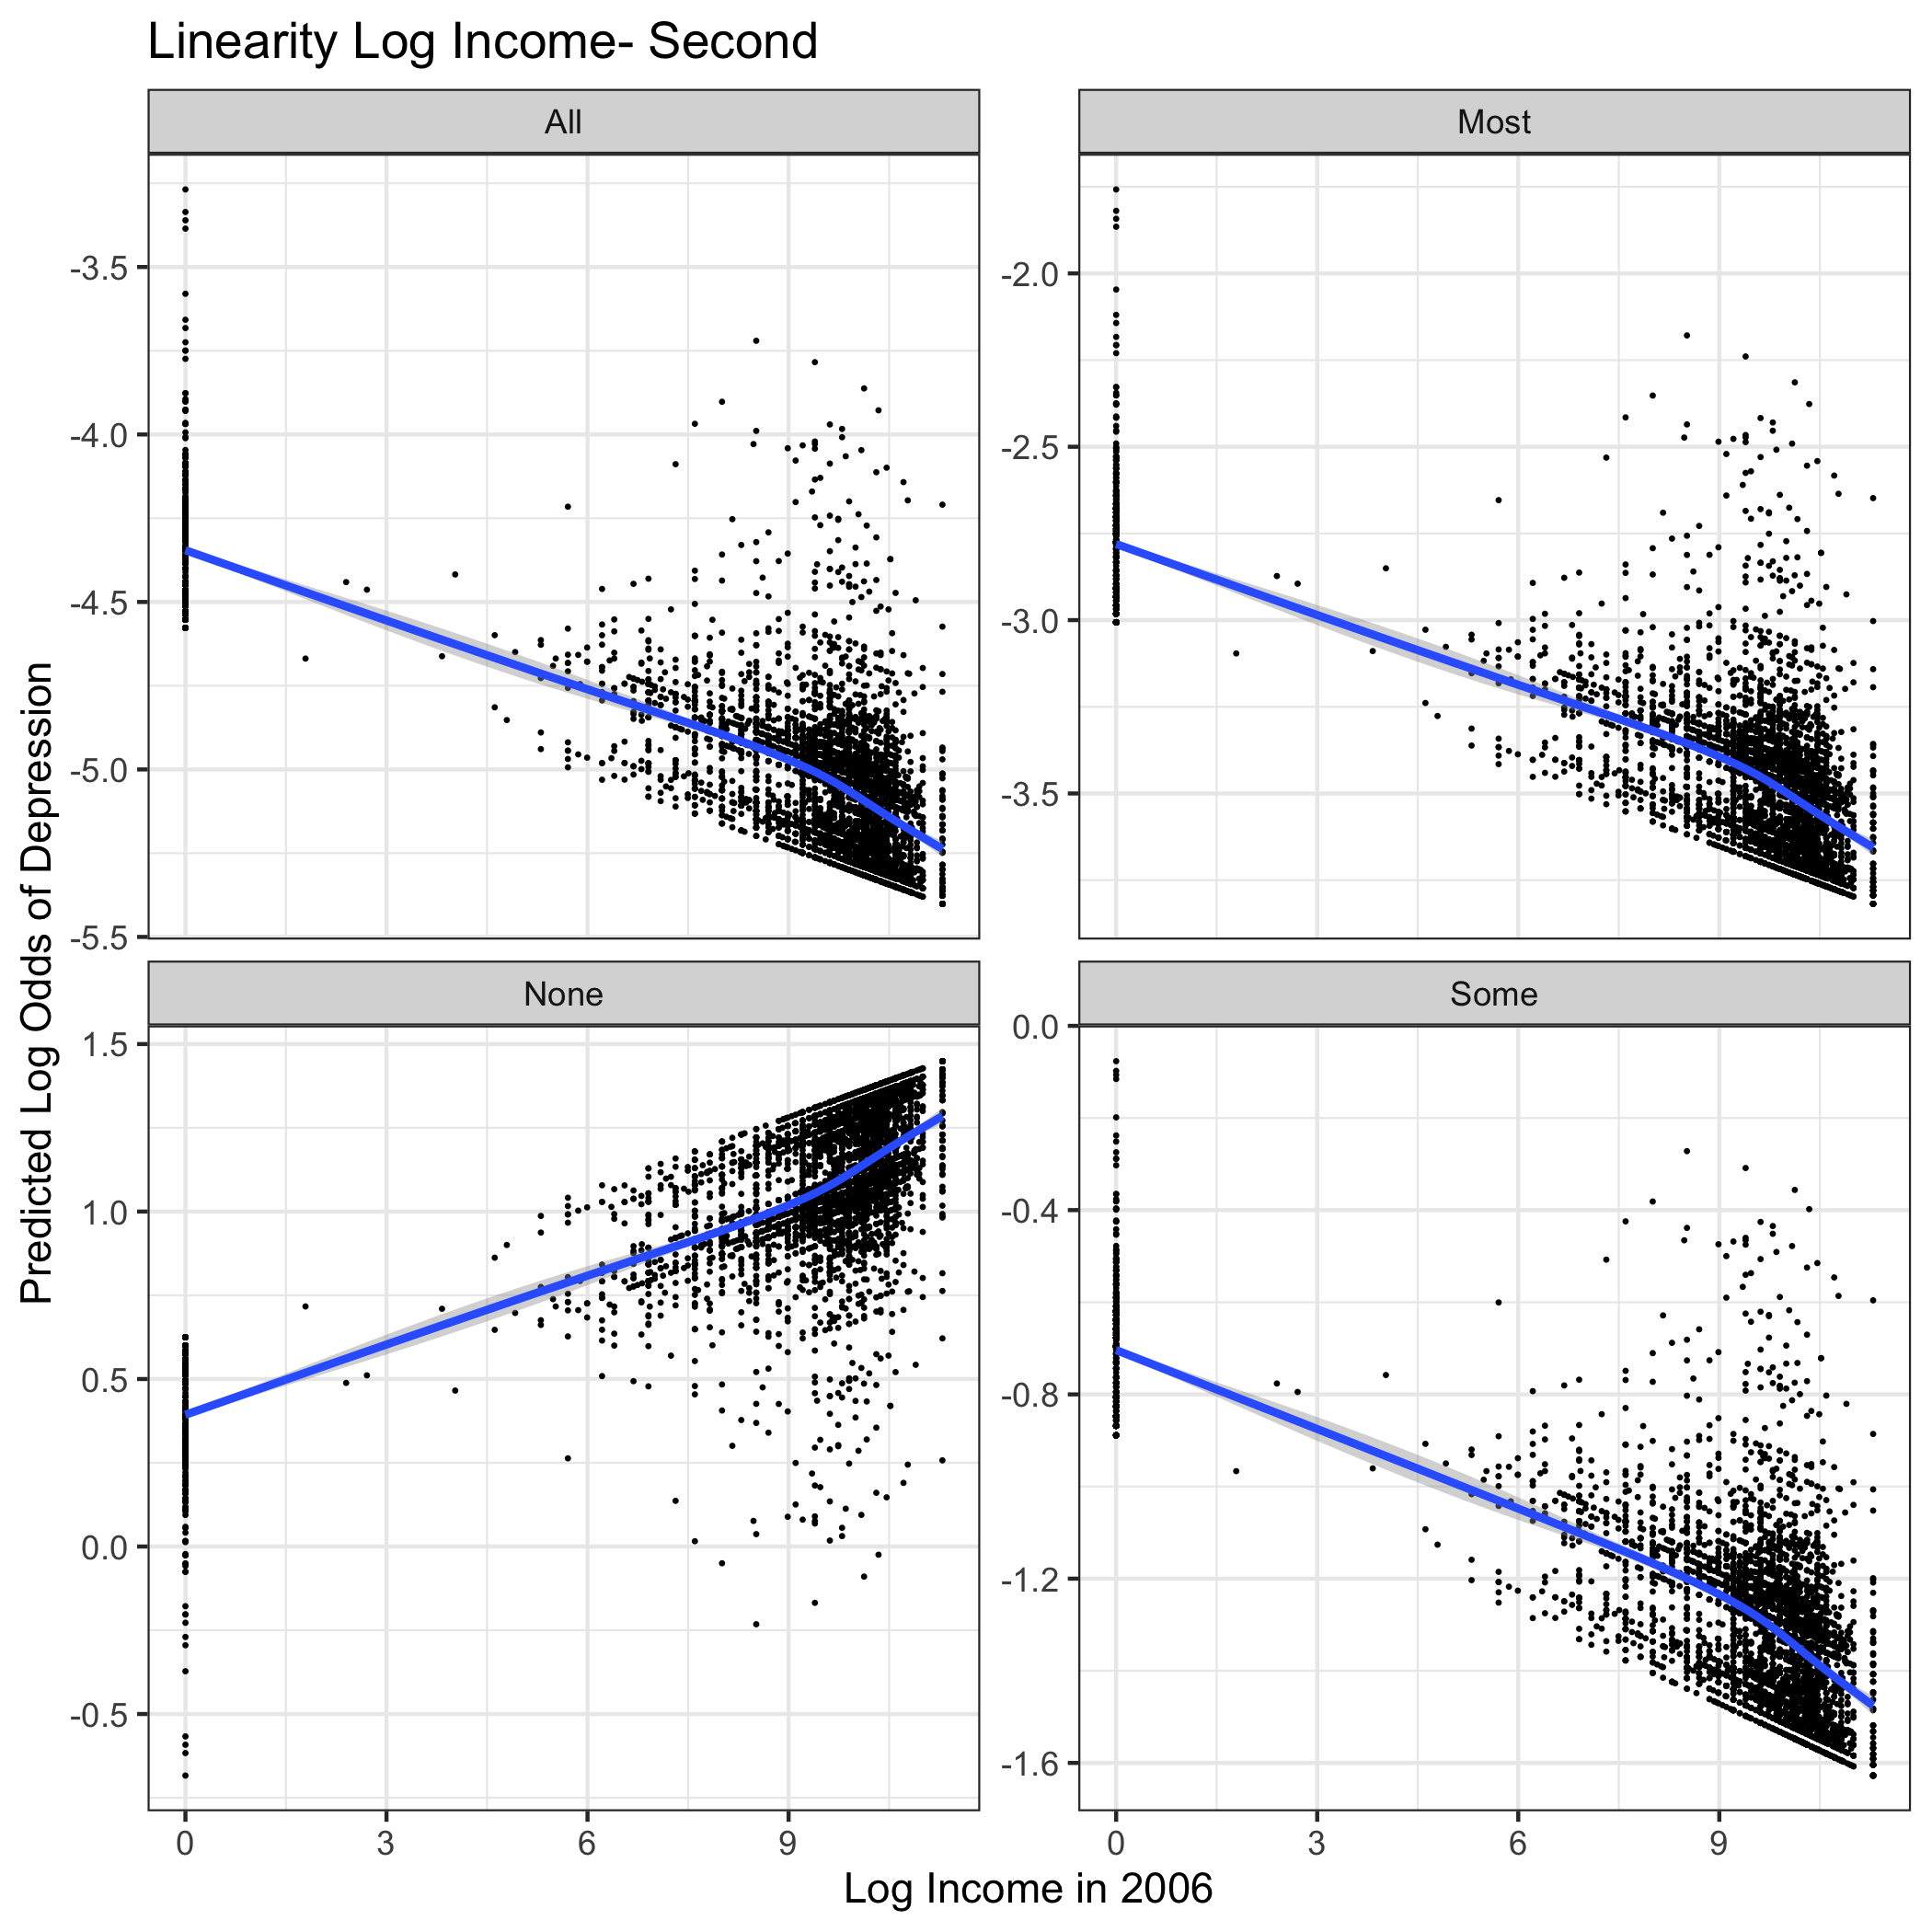 Linearity Log Income- Second
All
Most
-3.5
-4.0
-4.5
-5.0
-5.5
-2.0
-2.5
-3.0
-3.5
None
Some
1.5
1.0
0.5
0.0
-0.5
0.0
-0.4
-0.8
-1.2
-1.6
0 3 6 9
0 3 6 9
Log Income in 2006
Predicted Log Odds of Depression